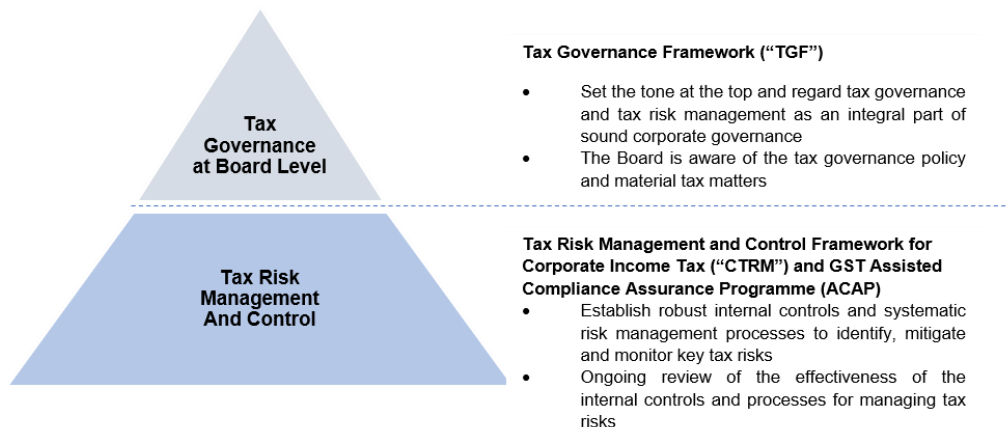 Tax
Governance
at Board Level
Tax Governance Framework (“TGF”)
• Set the tone at the top and regard tax governance
and tax risk management as an integral part of
sound corporate governance
• The Board is aware of the tax governance policy
and material tax matters
Tax Risk
Management
And Control
Tax Risk Management and Control Framework for
Corporate Income Tax (“CTRM”) and GST Assisted
Compliance Assurance Programme (ACAP)
• Establish robust internal controls and systematic
risk management processes to identify, mitigate
and monitor key tax risks
• Ongoing review of the effectiveness of the
internal controls and processes for managing tax
risks